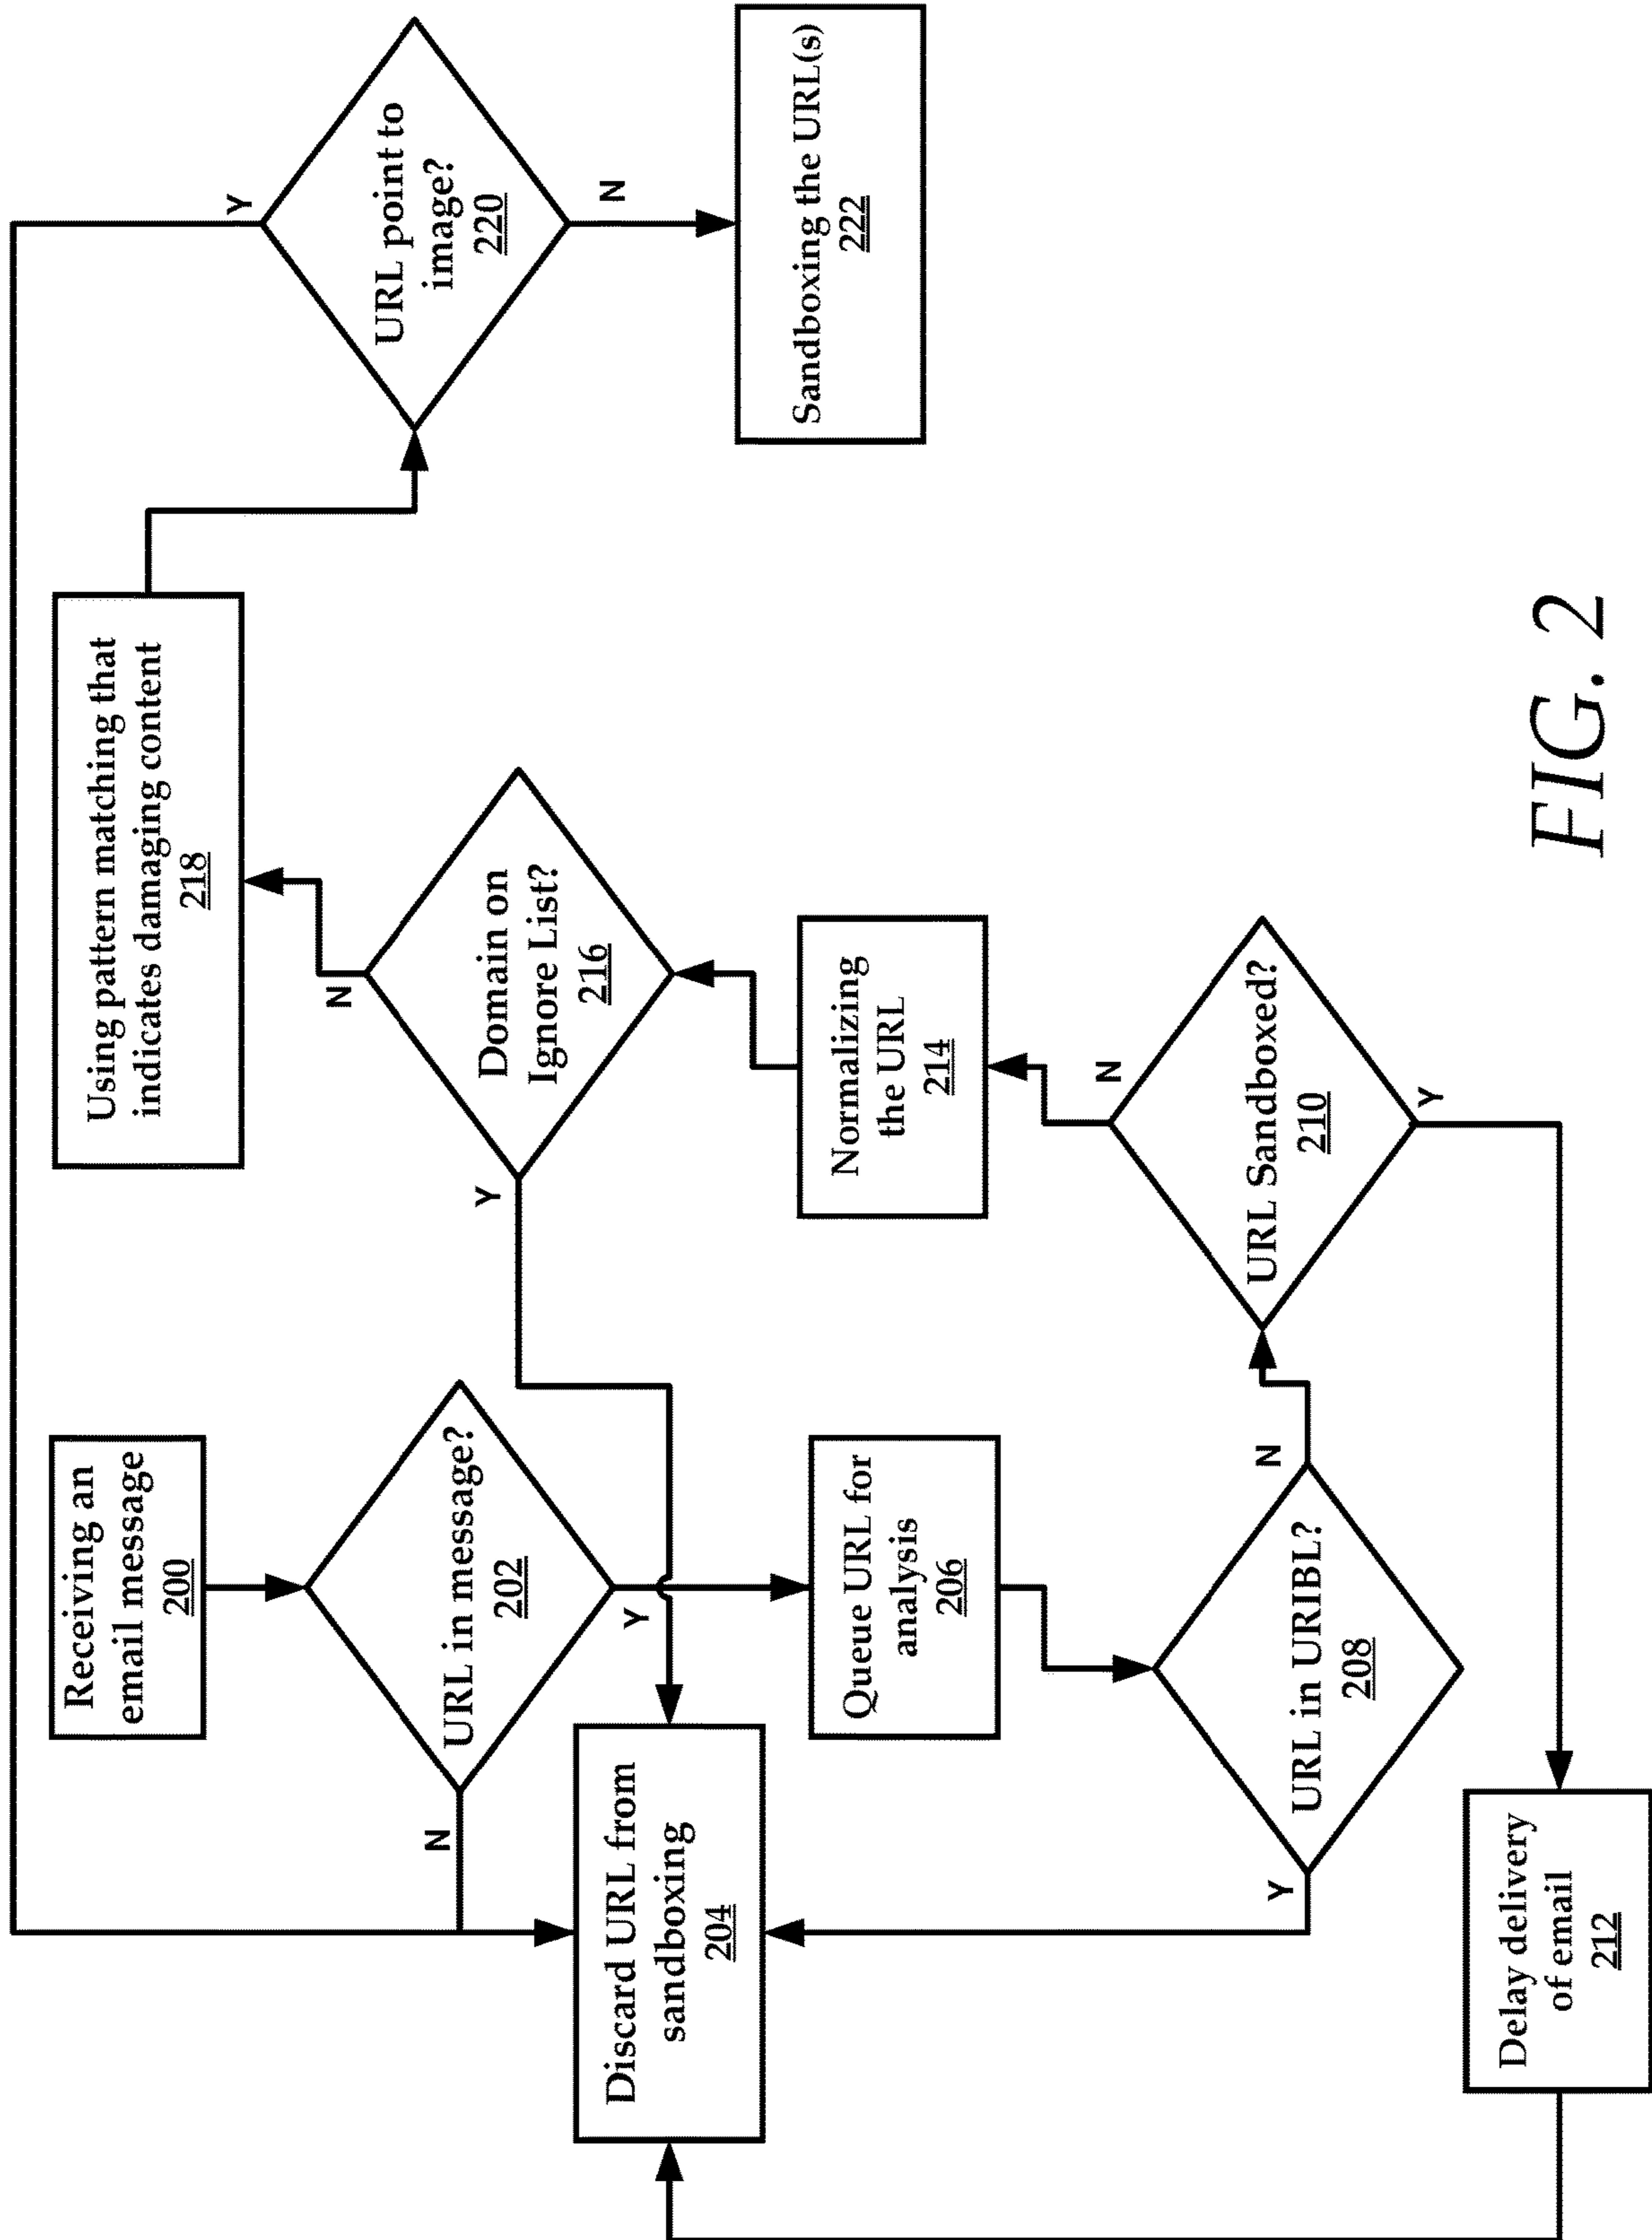 Receiving an
email message
200
URL in message?
202
N
Y
Discard URL from
sandboxing
204
Queue URL for
analysis
206
URL in URIBL?
208
Y
N
URL Sandboxed?
210
N
Y
Delay delivery
of email
212
Normalizing
the URL
214
Domain on
Ignore List?
216
Y
N
Using pattern matching that
indicates damaging content
218
URL point to
image?
220
Y
N
Sandboxing the URL(s)
222
FIG. 2